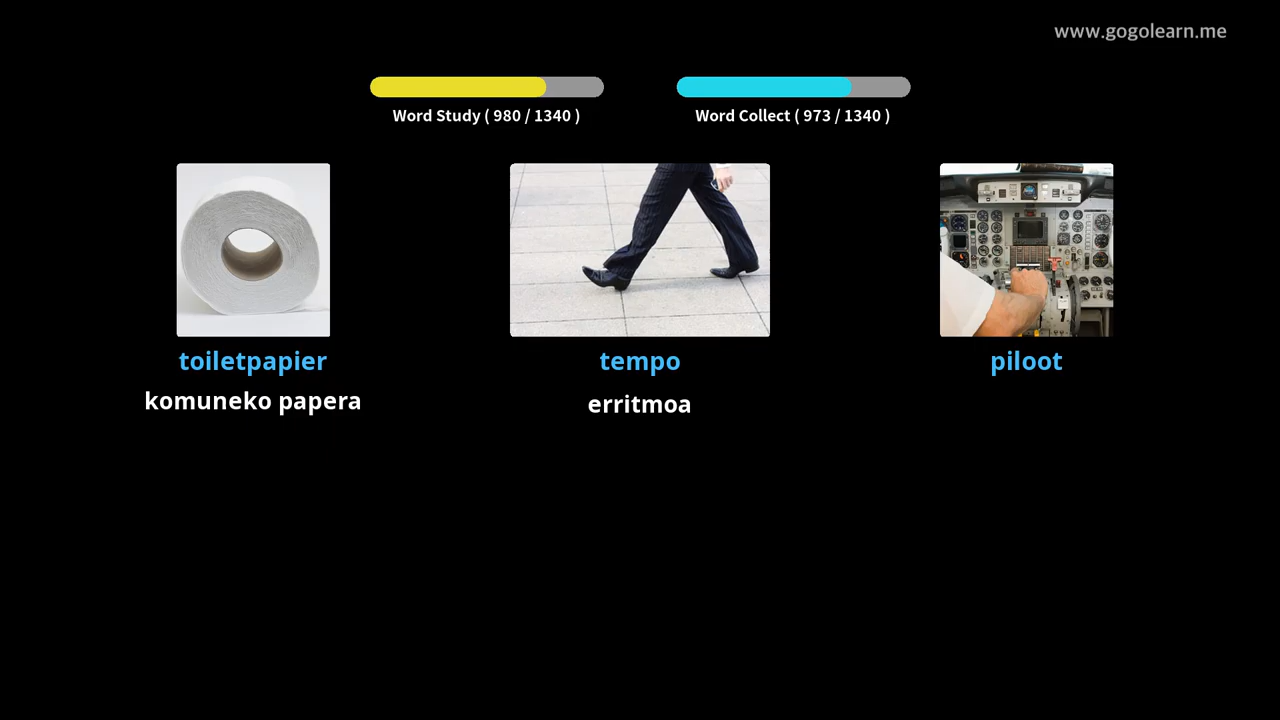 www.gogolearn.me
Word Study ( 980 / 1340 )
Word Collect ( 973 / 1340 )
toiletpapier
tempo
piloot
komuneko papera
erritmoa